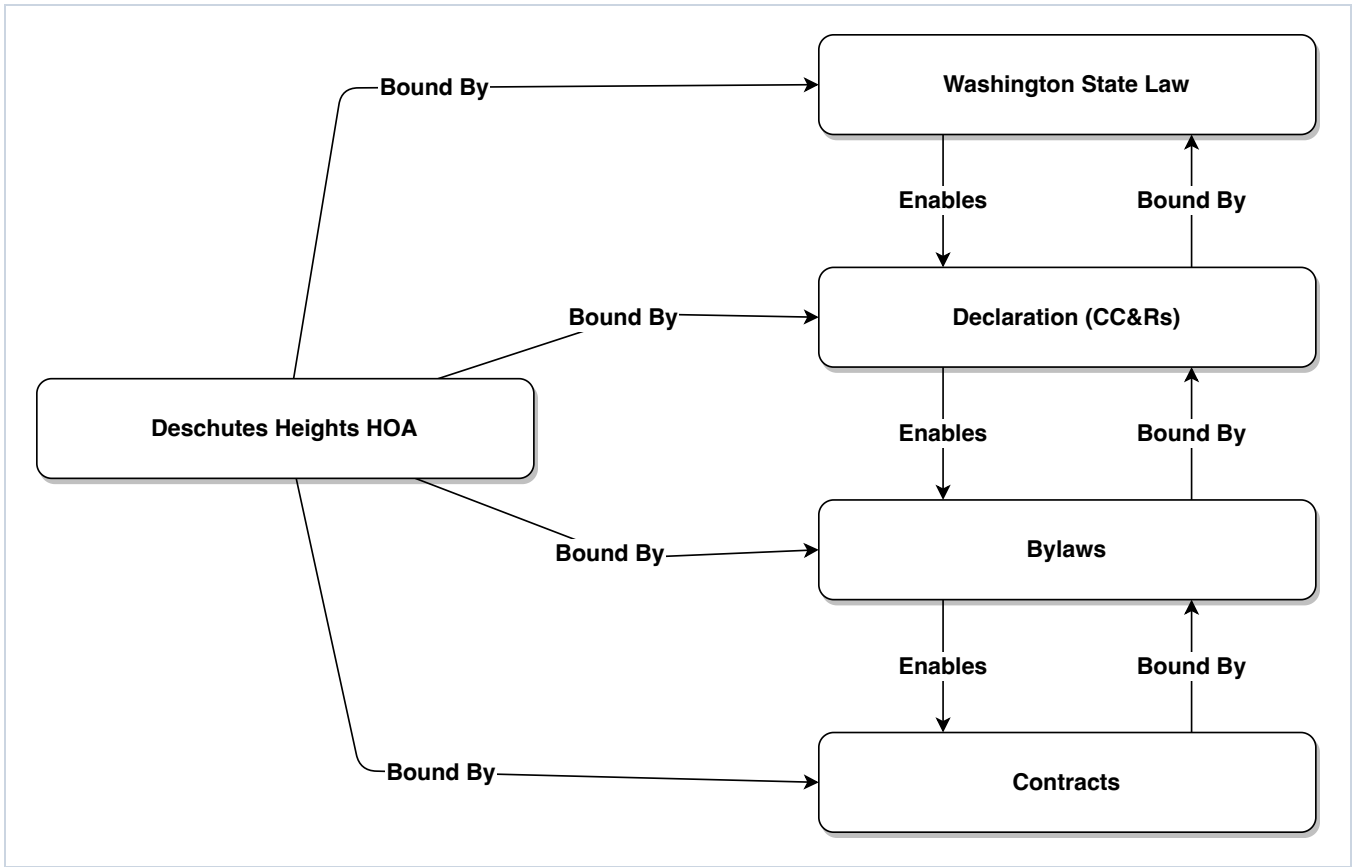 Bound By
Washington State Law
Enables
Bound By
Bound By
Declaration (CC&Rs)
Deschutes Heights HOA
Enables
Bound By
Bound By
Bylaws
Enables
Bound By
Bound By
Contracts